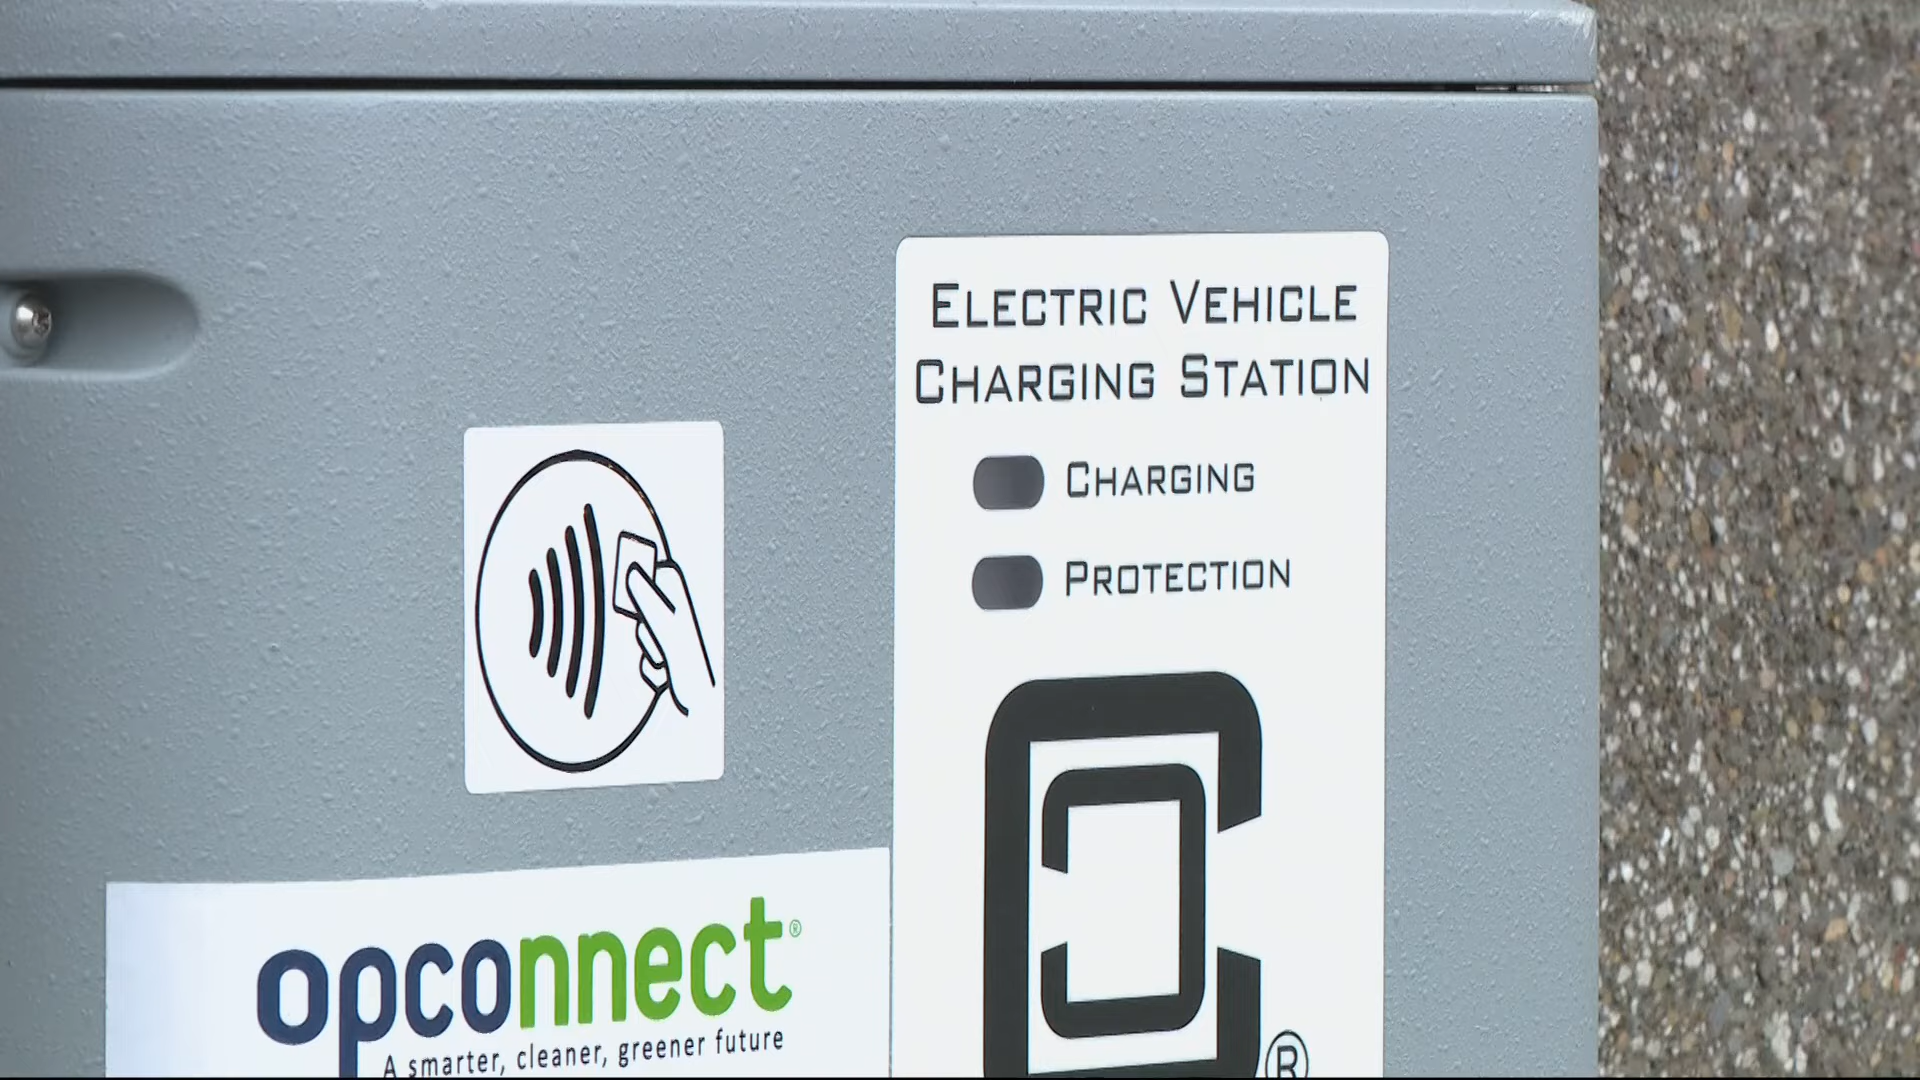 ELECTRIC VEHICLE
CHARGING STATION
CHARGING
PROTECTION
®
opconnect®
A smarter, cleaner, greener future